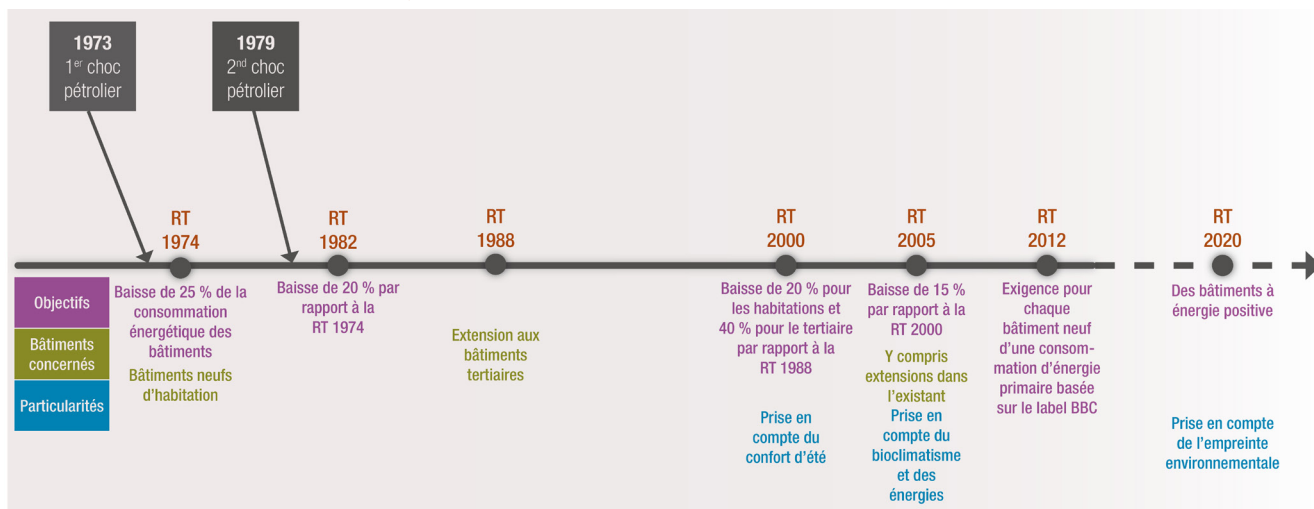 1973
1er choc
pétrolier
1979
2nd choc
pétrolier
RT
1974
RT
1982
RT
1988
RT
2000
RT
2005
RT
2012
RT
2020
Objectifs
Bâtiments
concernés
Particularités
Baisse de 25 % de la
consommation
énergétique des
bâtiments
Bâtiments neufs
d’habitation
Baisse de 20 % par
rapport à la
RT 1974
Extension aux
bâtiments
tertiaires
Baisse de 20 % pour
les habitations et
40 % pour le tertiaire
par rapport à la
RT 1988
Prise en
compte du
confort d’été
Baisse de 15 %
par rapport à la
RT 2000
Y compris
extensions dans
l’existant
Prise en
compte du
bioclimatisme
et des
énergies
Exigence pour
chaque
bâtiment neuf
d’une consom-
mation d’énergie
primaire basée
sur le label BBC
Des bâtiments à
énergie positive
Prise en compte
de l’empreinte
environnementale